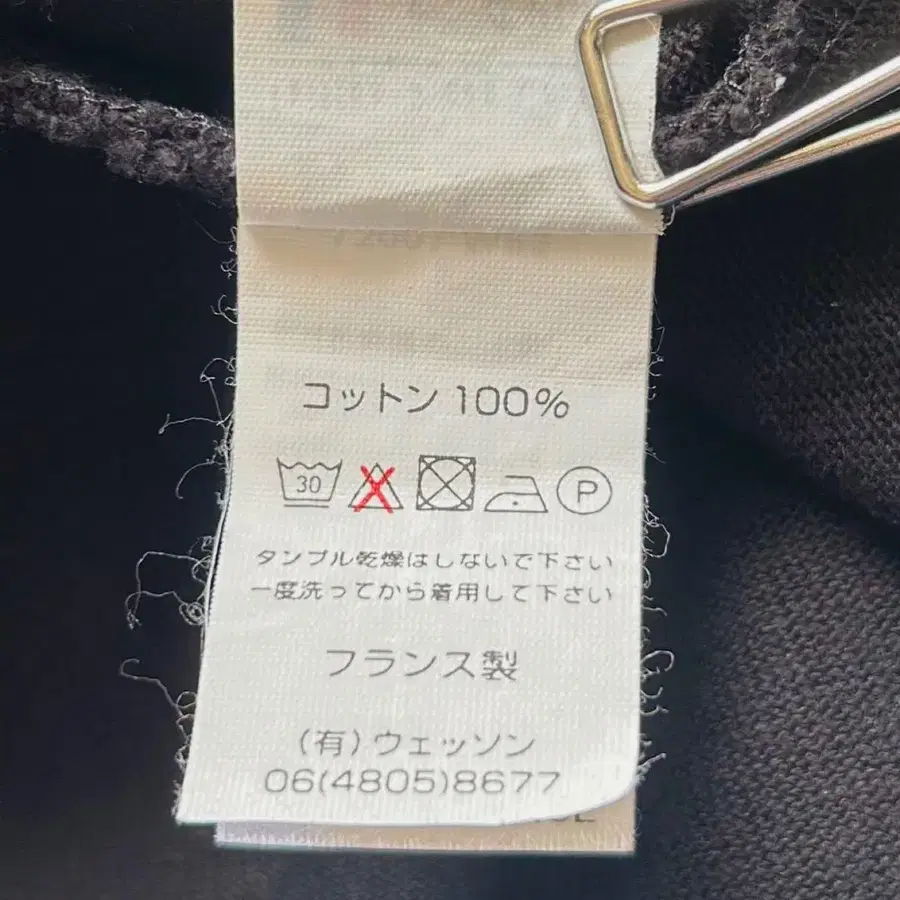 コットン 100%
30 P
タンブル乾燥はしないで下さい
一度洗ってから着用して下さい
フランス製
(有)ウェッソン
06(4805)8677